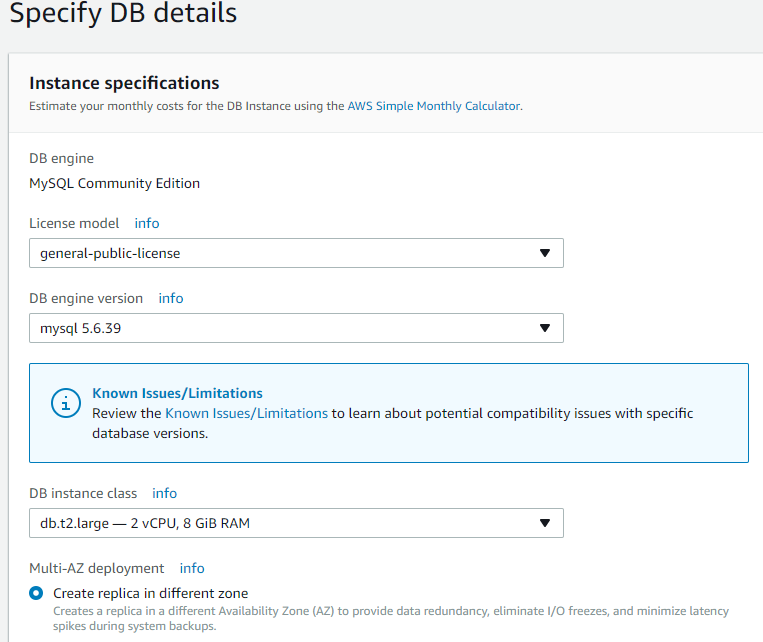 Specify DB details
Instance specifications
Estimate your monthly costs for the DB Instance using the AWS Simple Monthly Calculator.
DB engine
MySQL Community Edition
License model info
general-public-license
DB engine version info
mysql 5.6.39
Known Issues/Limitations
Review the Known Issues/Limitations to learn about potential compatibility issues with specific
database versions.
DB instance class info
db.t2.large — 2 vCPU, 8 GiB RAM
Multi-AZ deployment info
Create replica in different zone
Creates a replica in a different Availability Zone (AZ) to provide data redundancy, eliminate I/O freezes, and minimize latency
spikes during system backups.